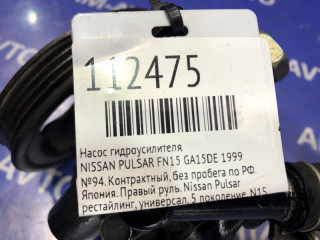 112475
Насос гидроусилителя
NISSAN PULSAR FN15 GA15DE 1999
№94. Контрактный, без пробега по РФ.
Япония. Правый руль. Nissan Pulsar
рестайлинг, универсал, 5 поколение, N15